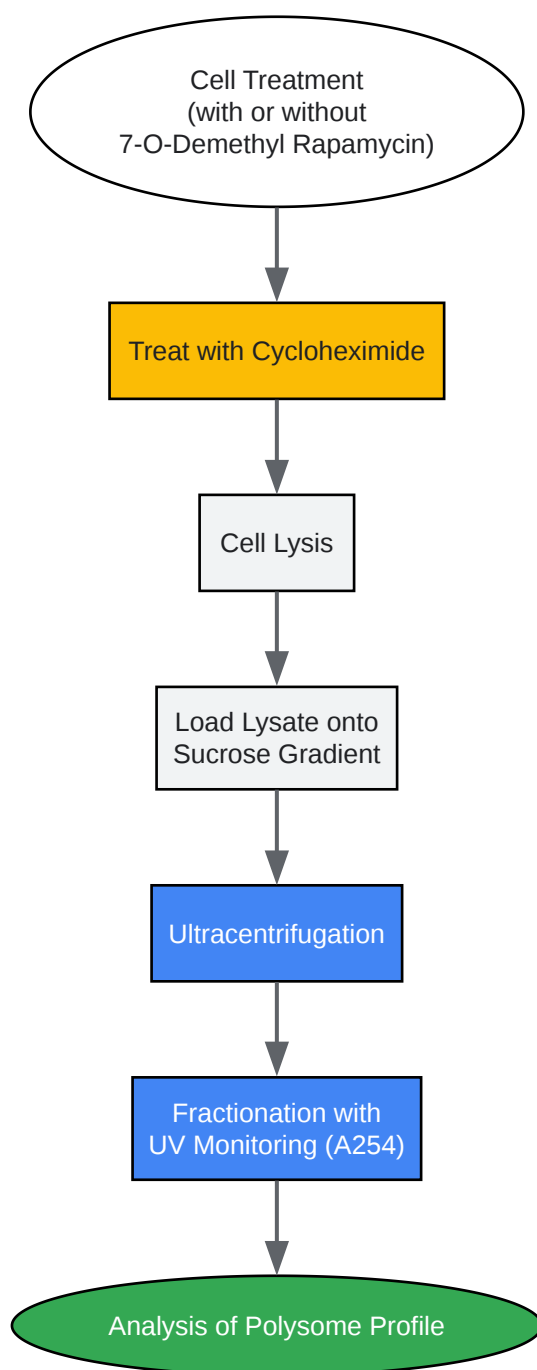 Cell Treatment
(with or without
7-O-Demethyl Rapamycin)
Treat with Cycloheximide
Cell Lysis
Load Lysate onto
Sucrose Gradient
Ultracentrifugation
Fractionation with
UV Monitoring (A254)
Analysis of Polysome Profile